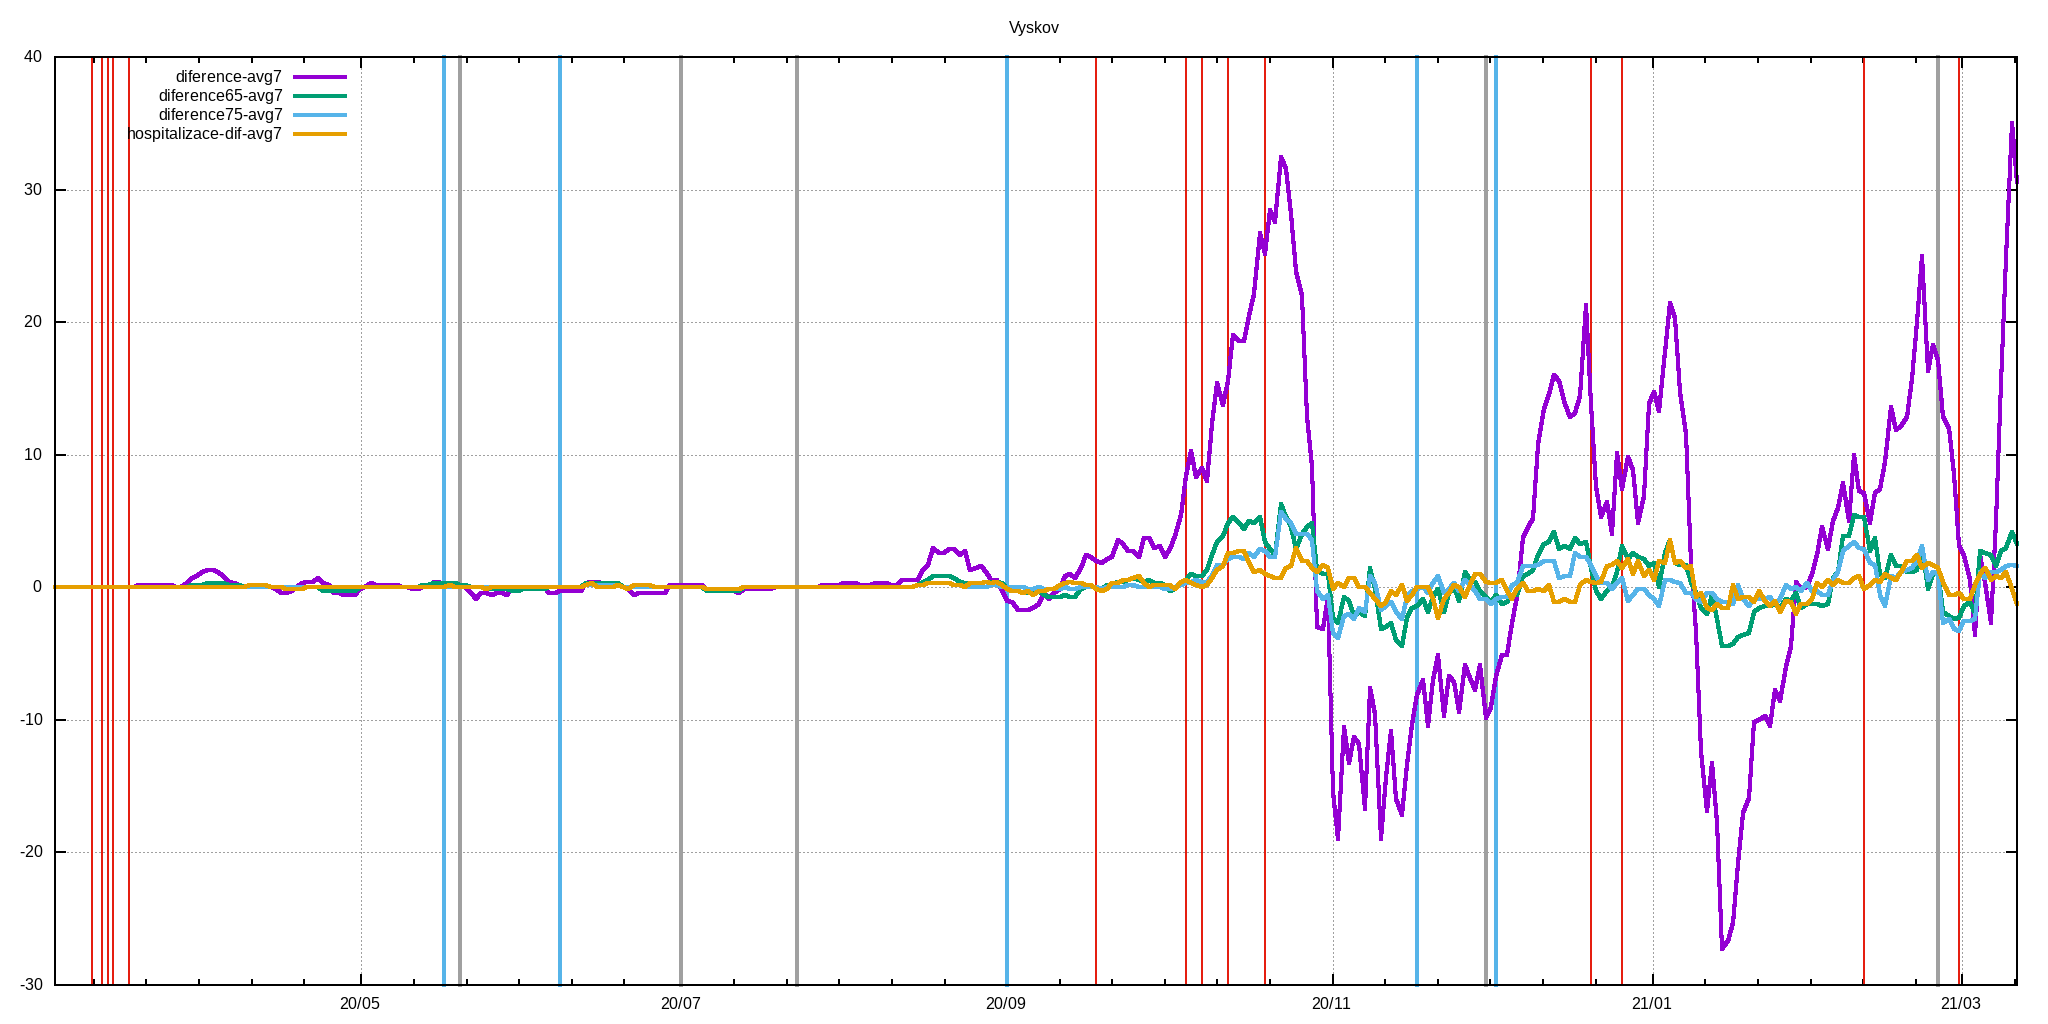 Vyskov
40
diference-avg7
diference65-avg7
diference75-avg7
hospitalizace-dif-avg7
30
20
10
0
-10
-20
-30
20/05 20/07 20/09 20/11 21/01 21/03